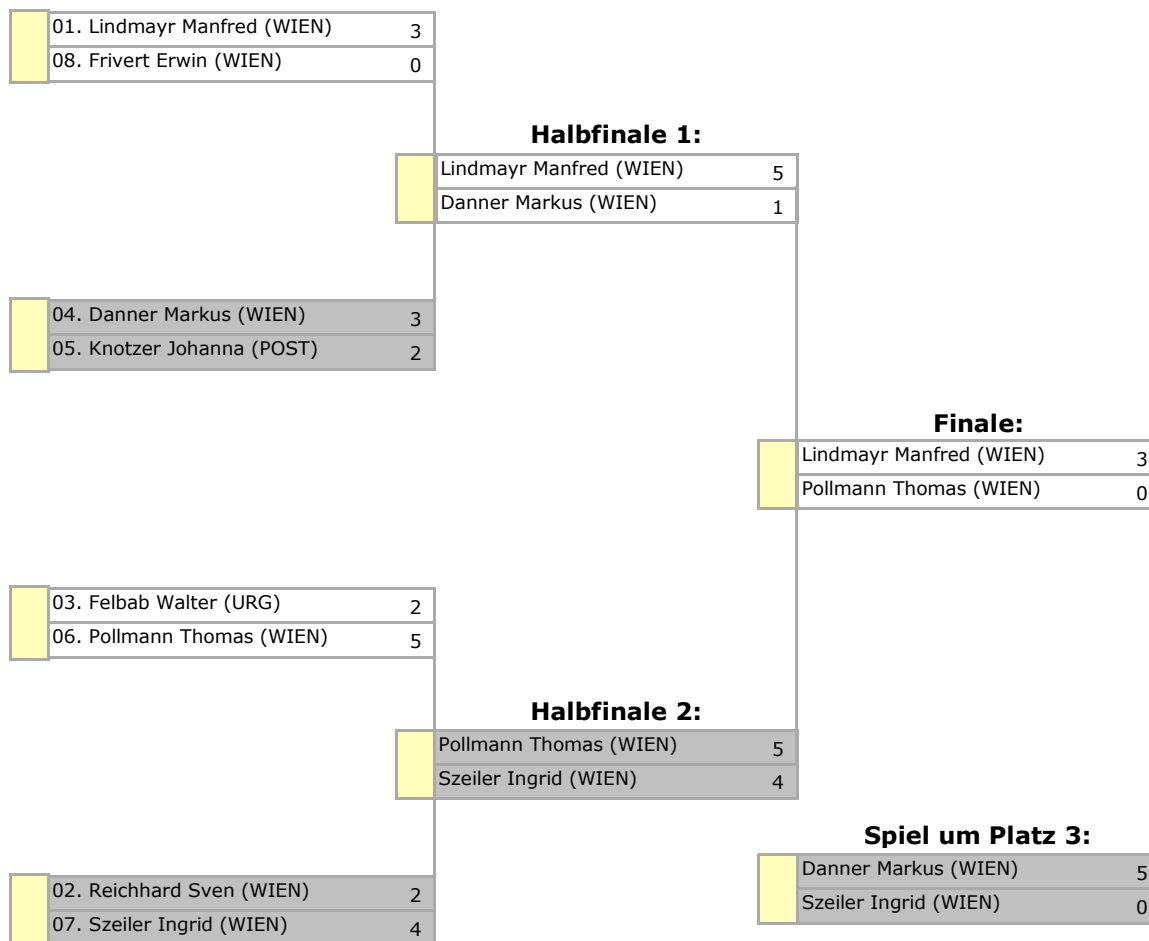 01. Lindmayr Manfred (WIEN) 3
08. Frivert Erwin (WIEN) 0
Halbfinale 1:
Lindmayr Manfred (WIEN) 5
Danner Markus (WIEN) 1
04. Danner Markus (WIEN) 3
05. Knotzer Johanna (POST) 2
Finale:
Lindmayr Manfred (WIEN) 3
Pollmann Thomas (WIEN) 0
03. Felbab Walter (URG) 2
06. Pollmann Thomas (WIEN) 5
Halbfinale 2:
Pollmann Thomas (WIEN) 5
Szeiler Ingrid (WIEN) 4
Spiel um Platz 3:
Danner Markus (WIEN) 5
Szeiler Ingrid (WIEN) 0
02. Reichhard Sven (WIEN) 2
07. Szeiler Ingrid (WIEN) 4